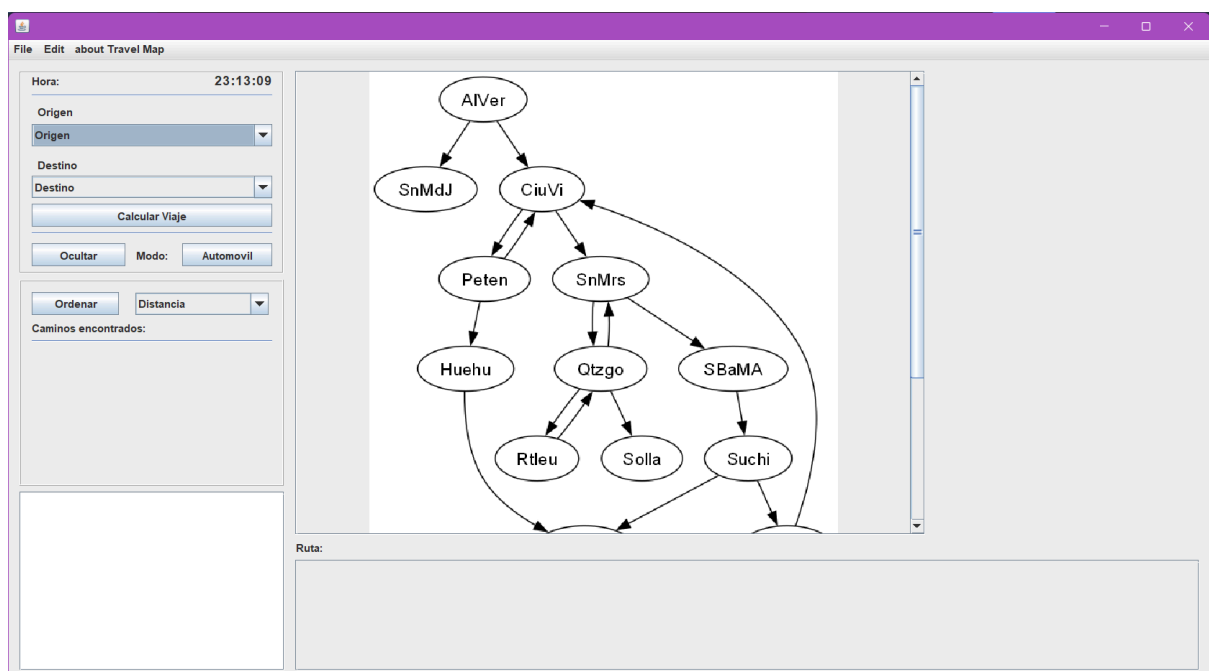 File Edit about Travel Map
Hora: 23:13:09
Origen
Origen
Destino
Destino
Calcular Viaje
Ocultar Modo: Automovil
Ordenar Distancia
Caminos encontrados:
AlVer
SnMdJ CiuVi
Peten SnMrs
Huehu Qtzgo SBaMA
Rtleu Solla Suchi
Ruta: